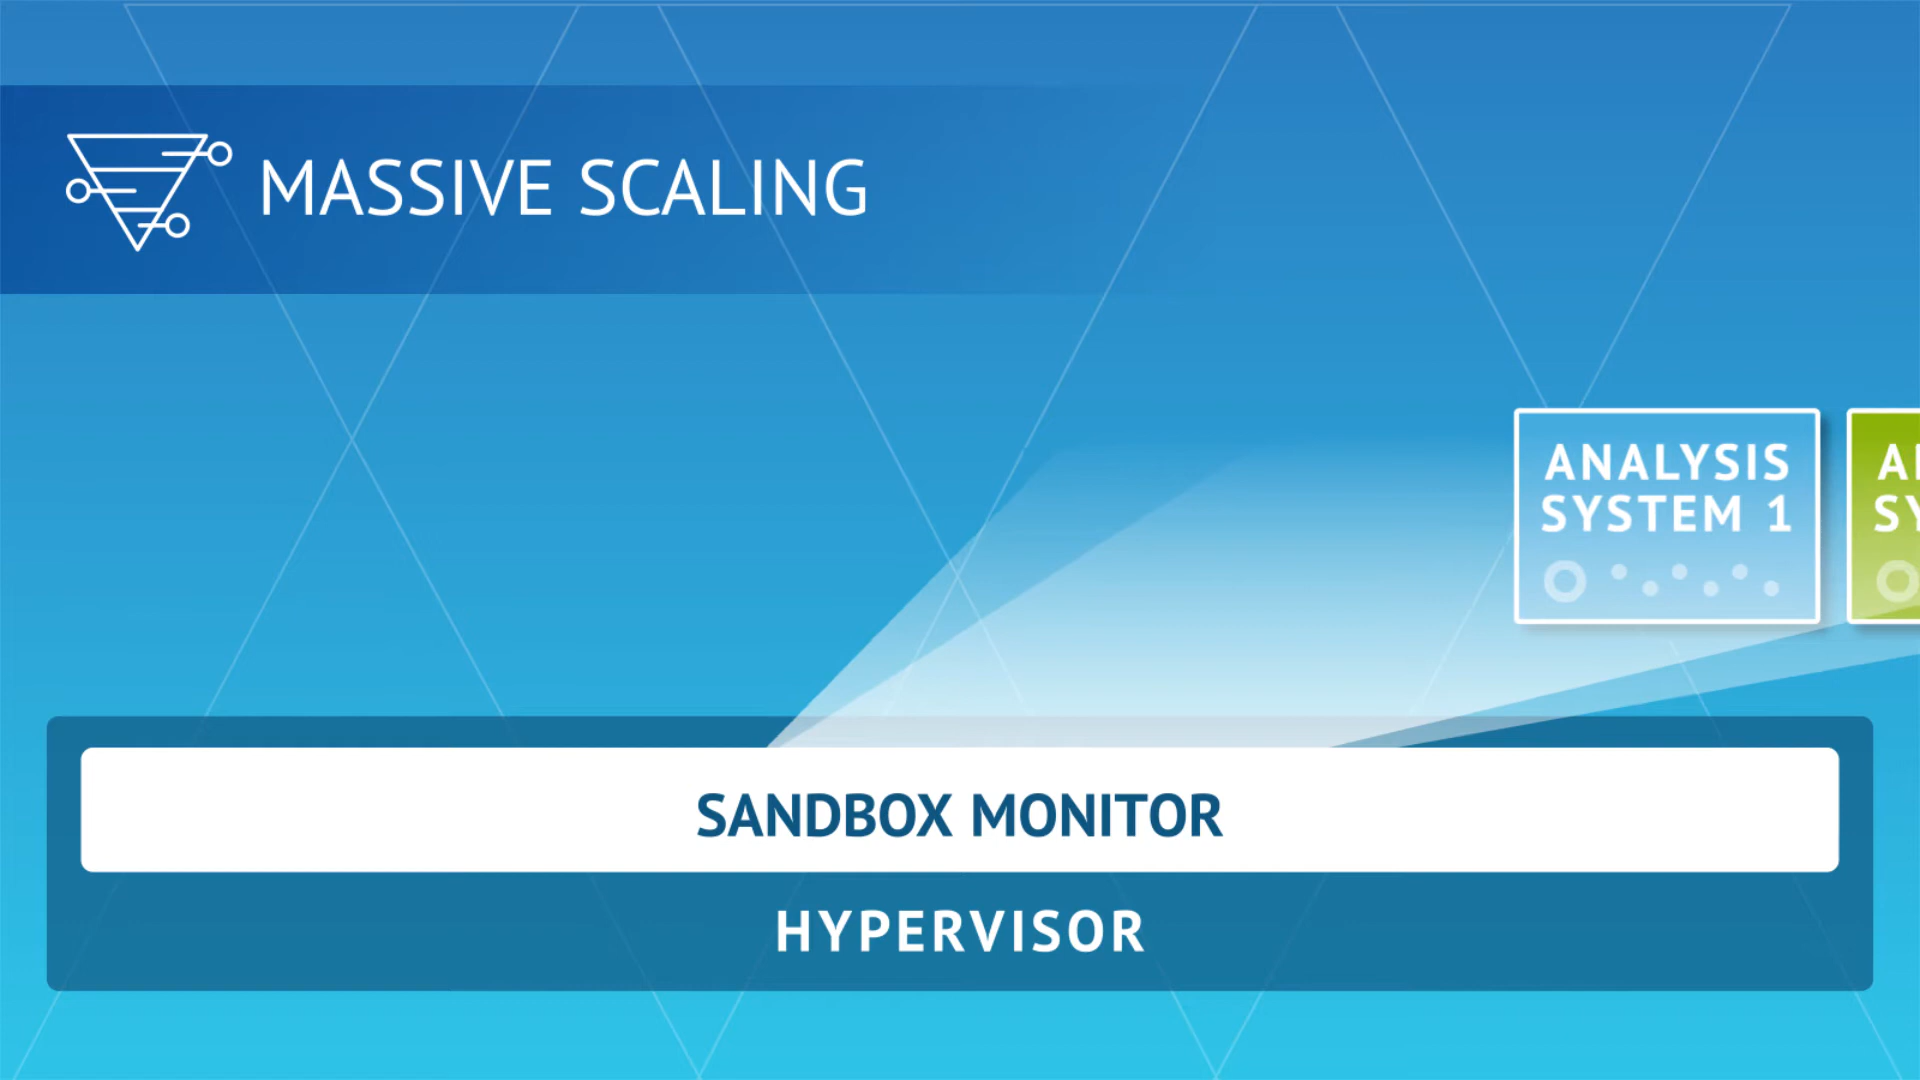 MASSIVE SCALING
ANALYSIS
SYSTEM 1
SANDBOX MONITOR
HYPERVISOR